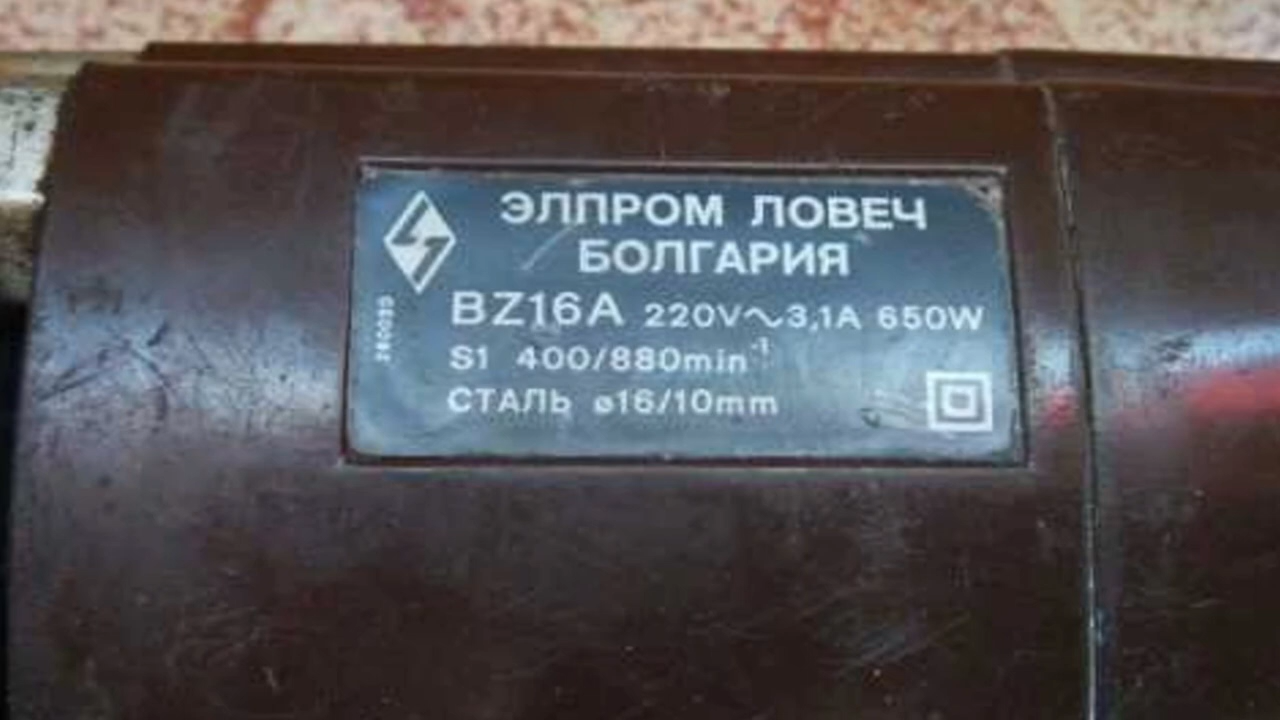 ЭЛПРОМ ЛОВЕЧ
БОЛГАРИЯ
BZ16A 220V~3,1A 650W
S1 400/880min⁻¹
СТАЛЬ ø16/10mm